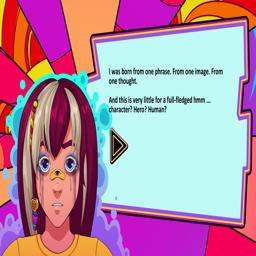 I was born from one phrase. From one image. From
one thought.
And this is very little for a full-fledged hmm ...
character? Hero? Human?